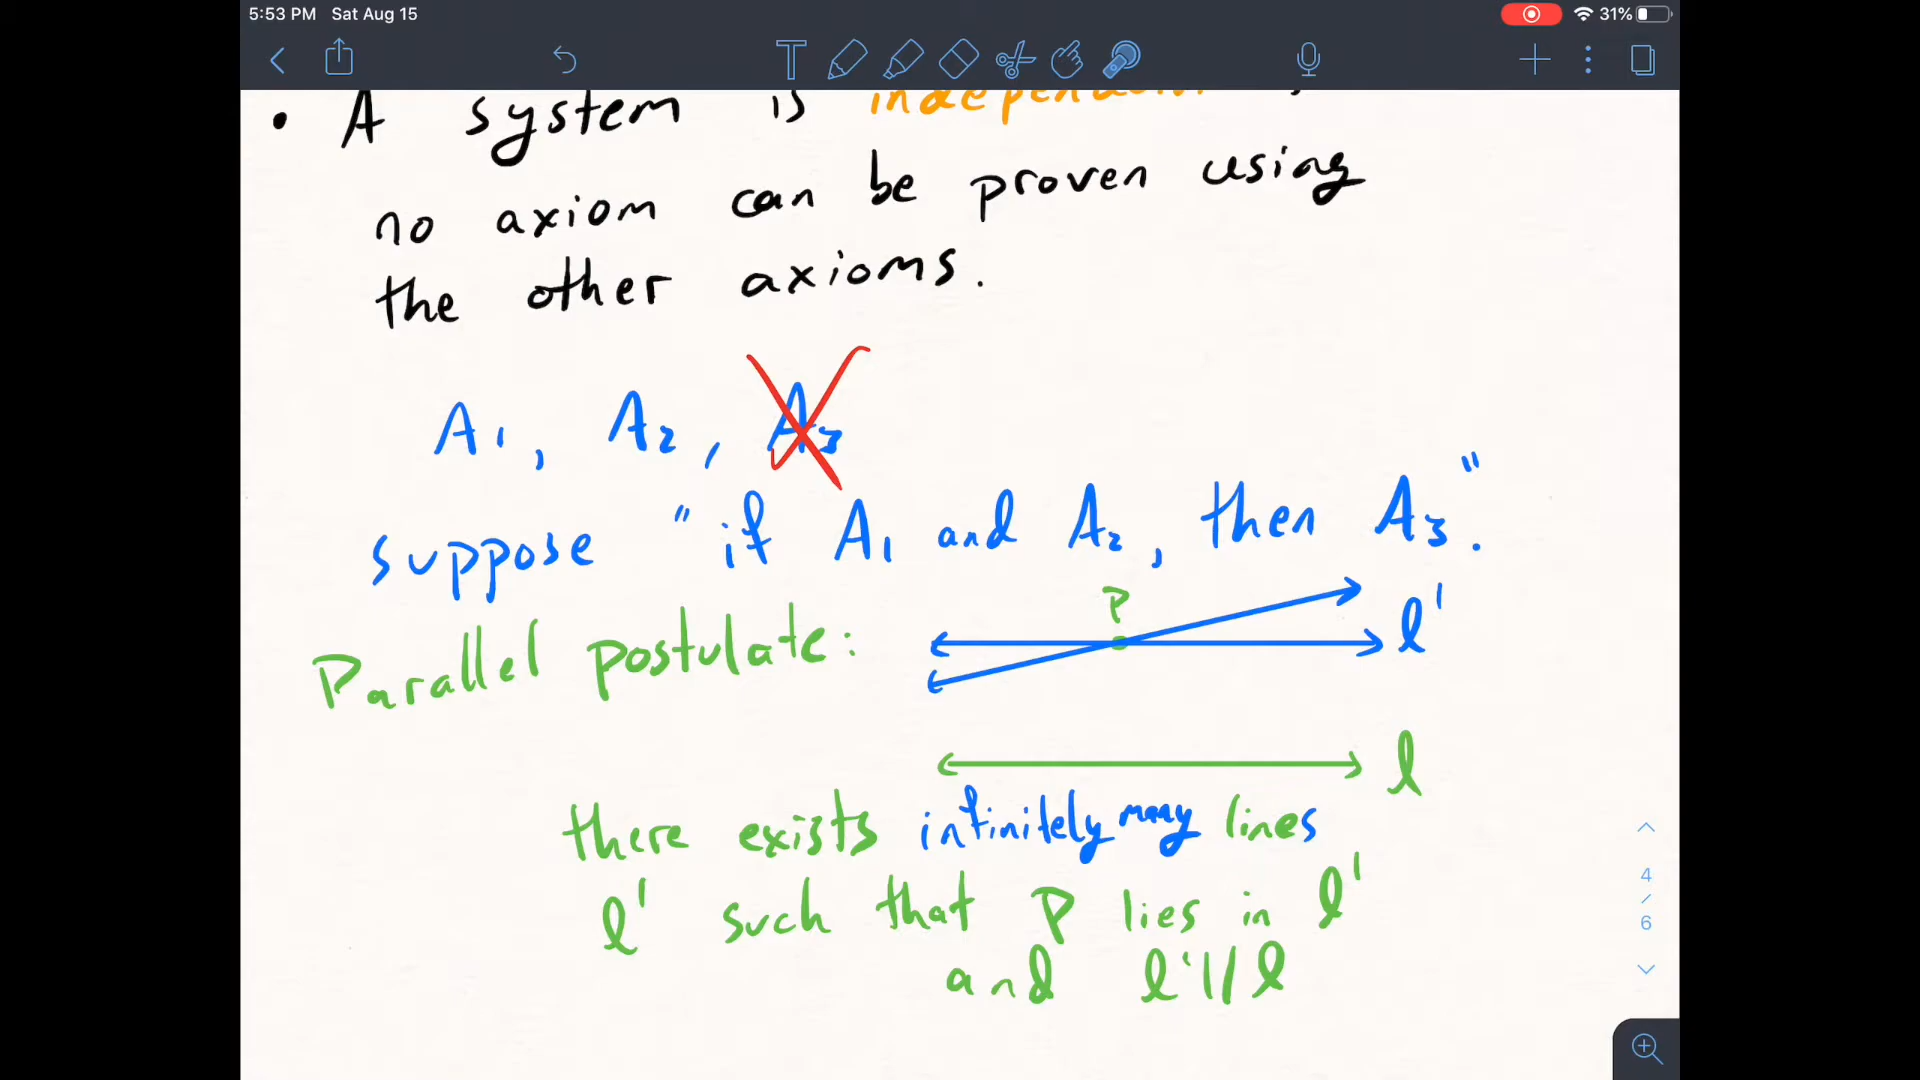 5:53 PM Sat Aug 15
31%
• A system is
no axiom can be proven using
the other axioms.
A1, A2, A3
suppose "if A1 and A2, then A3."
P
l'
Parallel postulate:
l
there exists infinitely many lines
l' such that P lies in l'
and l' || l
4
/
6